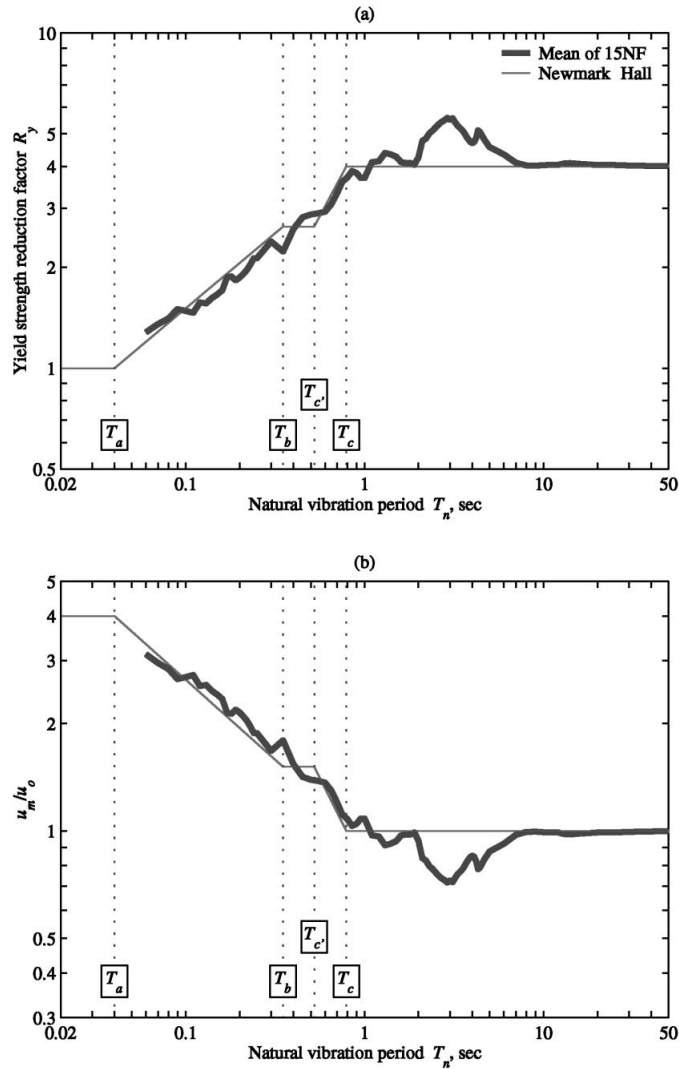 (a)
10
5
4
3
2
1
0.5
Yield strength reduction factor R_y
Mean of 15NF
Newmark Hall
T_a
T_b
T_c'
T_c
0.02
0.1
1
10
50
Natural vibration period T_n, sec
(b)
5
4
3
2
1
0.5
0.4
0.3
u_m/u_o
T_a
T_b
T_c'
T_c
0.02
0.1
1
10
50
Natural vibration period T_n, sec